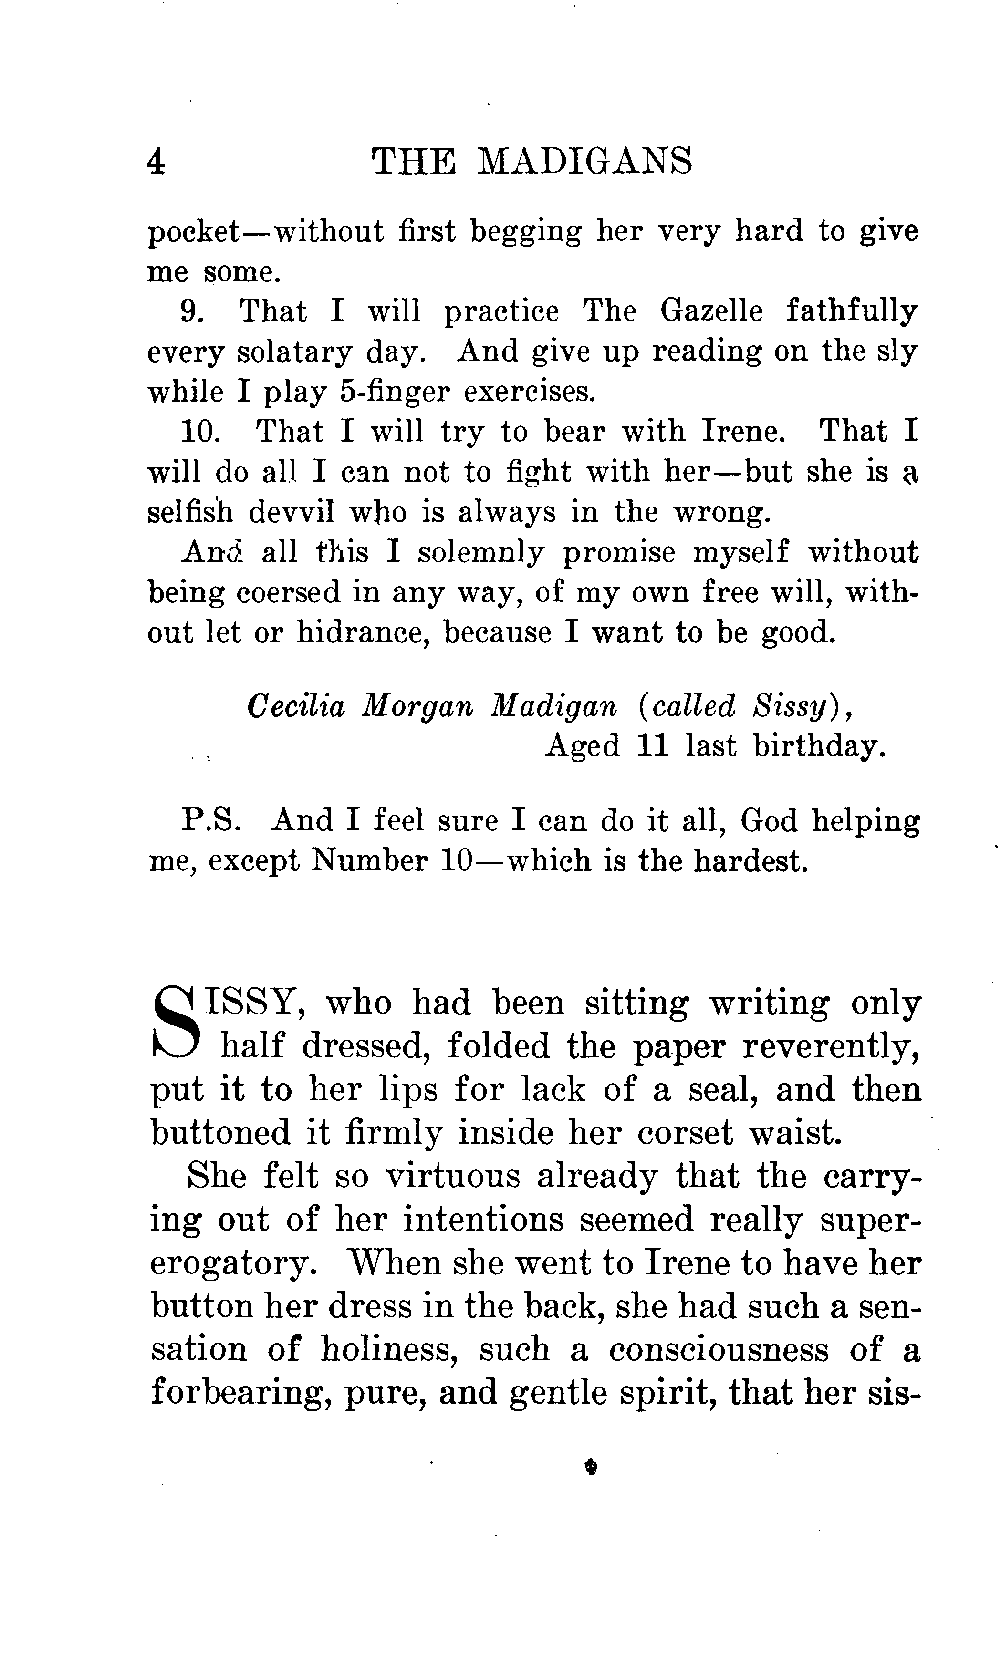 4 THE MADIGANS
pocket—without first begging her very hard to give
me some.
9. That I will practice The Gazelle fathfully
every solatary day. And give up reading on the sly
while I play 5-finger exercises.
10. That I will try to bear with Irene. That I
will do all I can not to fight with her—but she is a
selfish devvil who is always in the wrong.
And all this I solemnly promise myself without
being coersed in any way, of my own free will, with-
out let or hidrance, because I want to be good.
Cecilia Morgan Madigan (called Sissy),
Aged 11 last birthday.
P.S. And I feel sure I can do it all, God helping
me, except Number 10—which is the hardest.
SISSY, who had been sitting writing only
half dressed, folded the paper reverently,
put it to her lips for lack of a seal, and then
buttoned it firmly inside her corset waist.
She felt so virtuous already that the carry-
ing out of her intentions seemed really super-
erogatory. When she went to Irene to have her
button her dress in the back, she had such a sen-
sation of holiness, such a consciousness of a
forbearing, pure, and gentle spirit, that her sis-